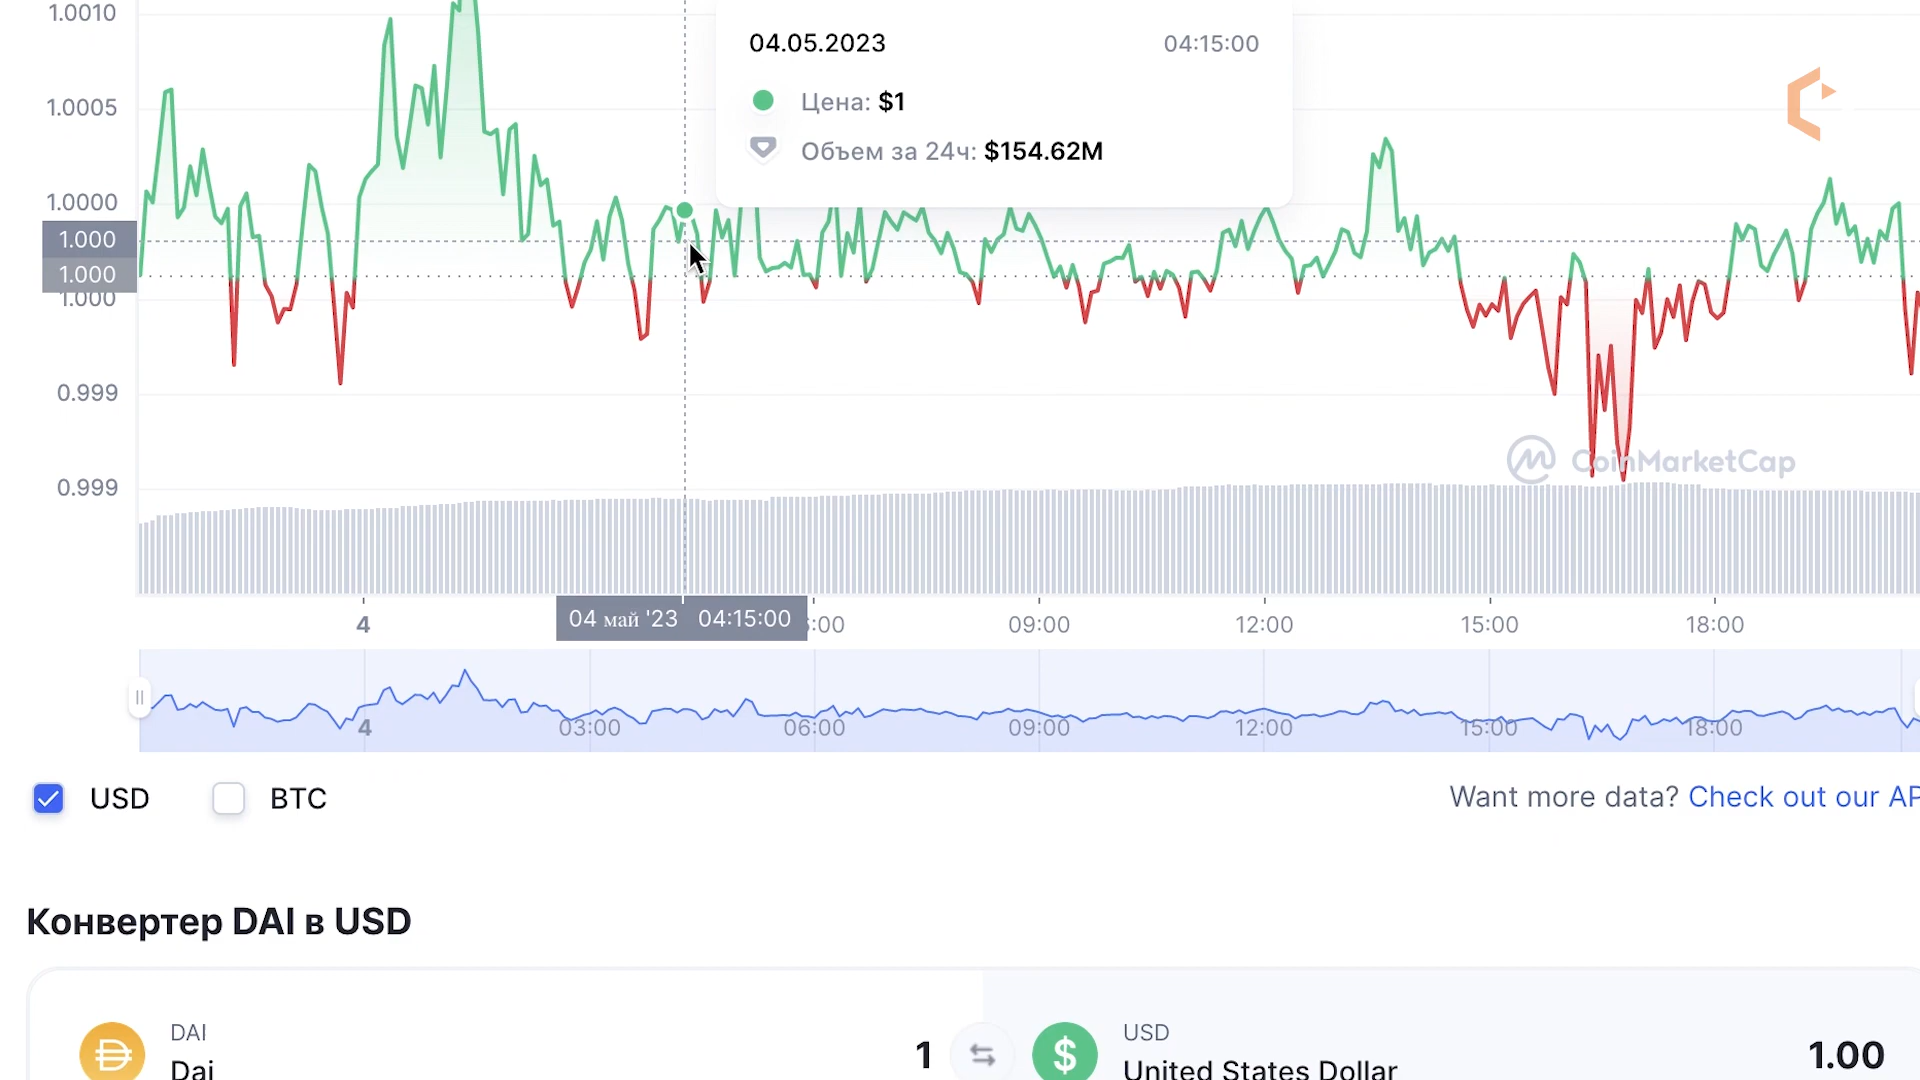 1.0010
04.05.2023 04:15:00
1.0005
Цена: $1
Объем за 24ч: $154.62M
1.0000
1.000
1.000
1.000
0.999
CoinMarketCap
0.999
4 04 май '23 04:15:00 :00 09:00 12:00 15:00 18:00
4 03:00 06:00 09:00 12:00 15:00 18:00
USD BTC Want more data? Check out our AP
Конвертер DAI в USD
DAI USD
Dai 1 $ United States Dollar 1.00